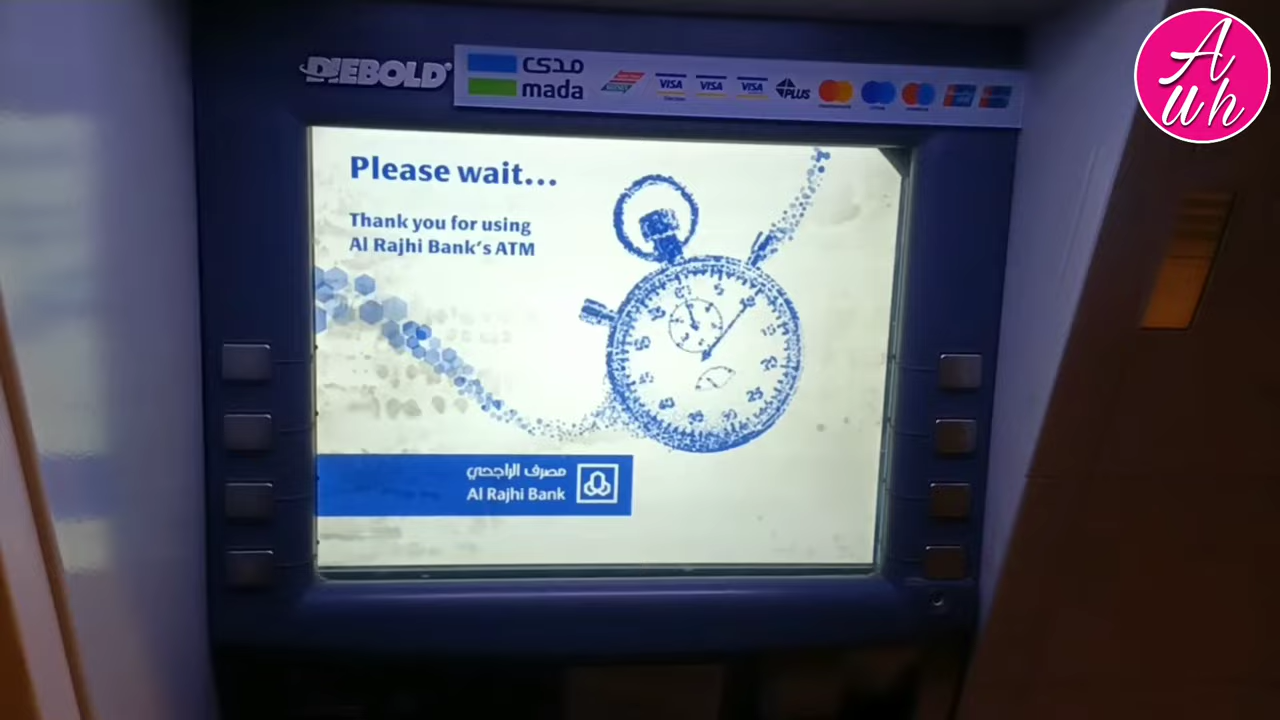 DIEBOLD
مدى
mada
VISA VISA VISA PLUS
Please wait...
Thank you for using
Al Rajhi Bank's ATM
مصرف الراجحي
Al Rajhi Bank
A
wh